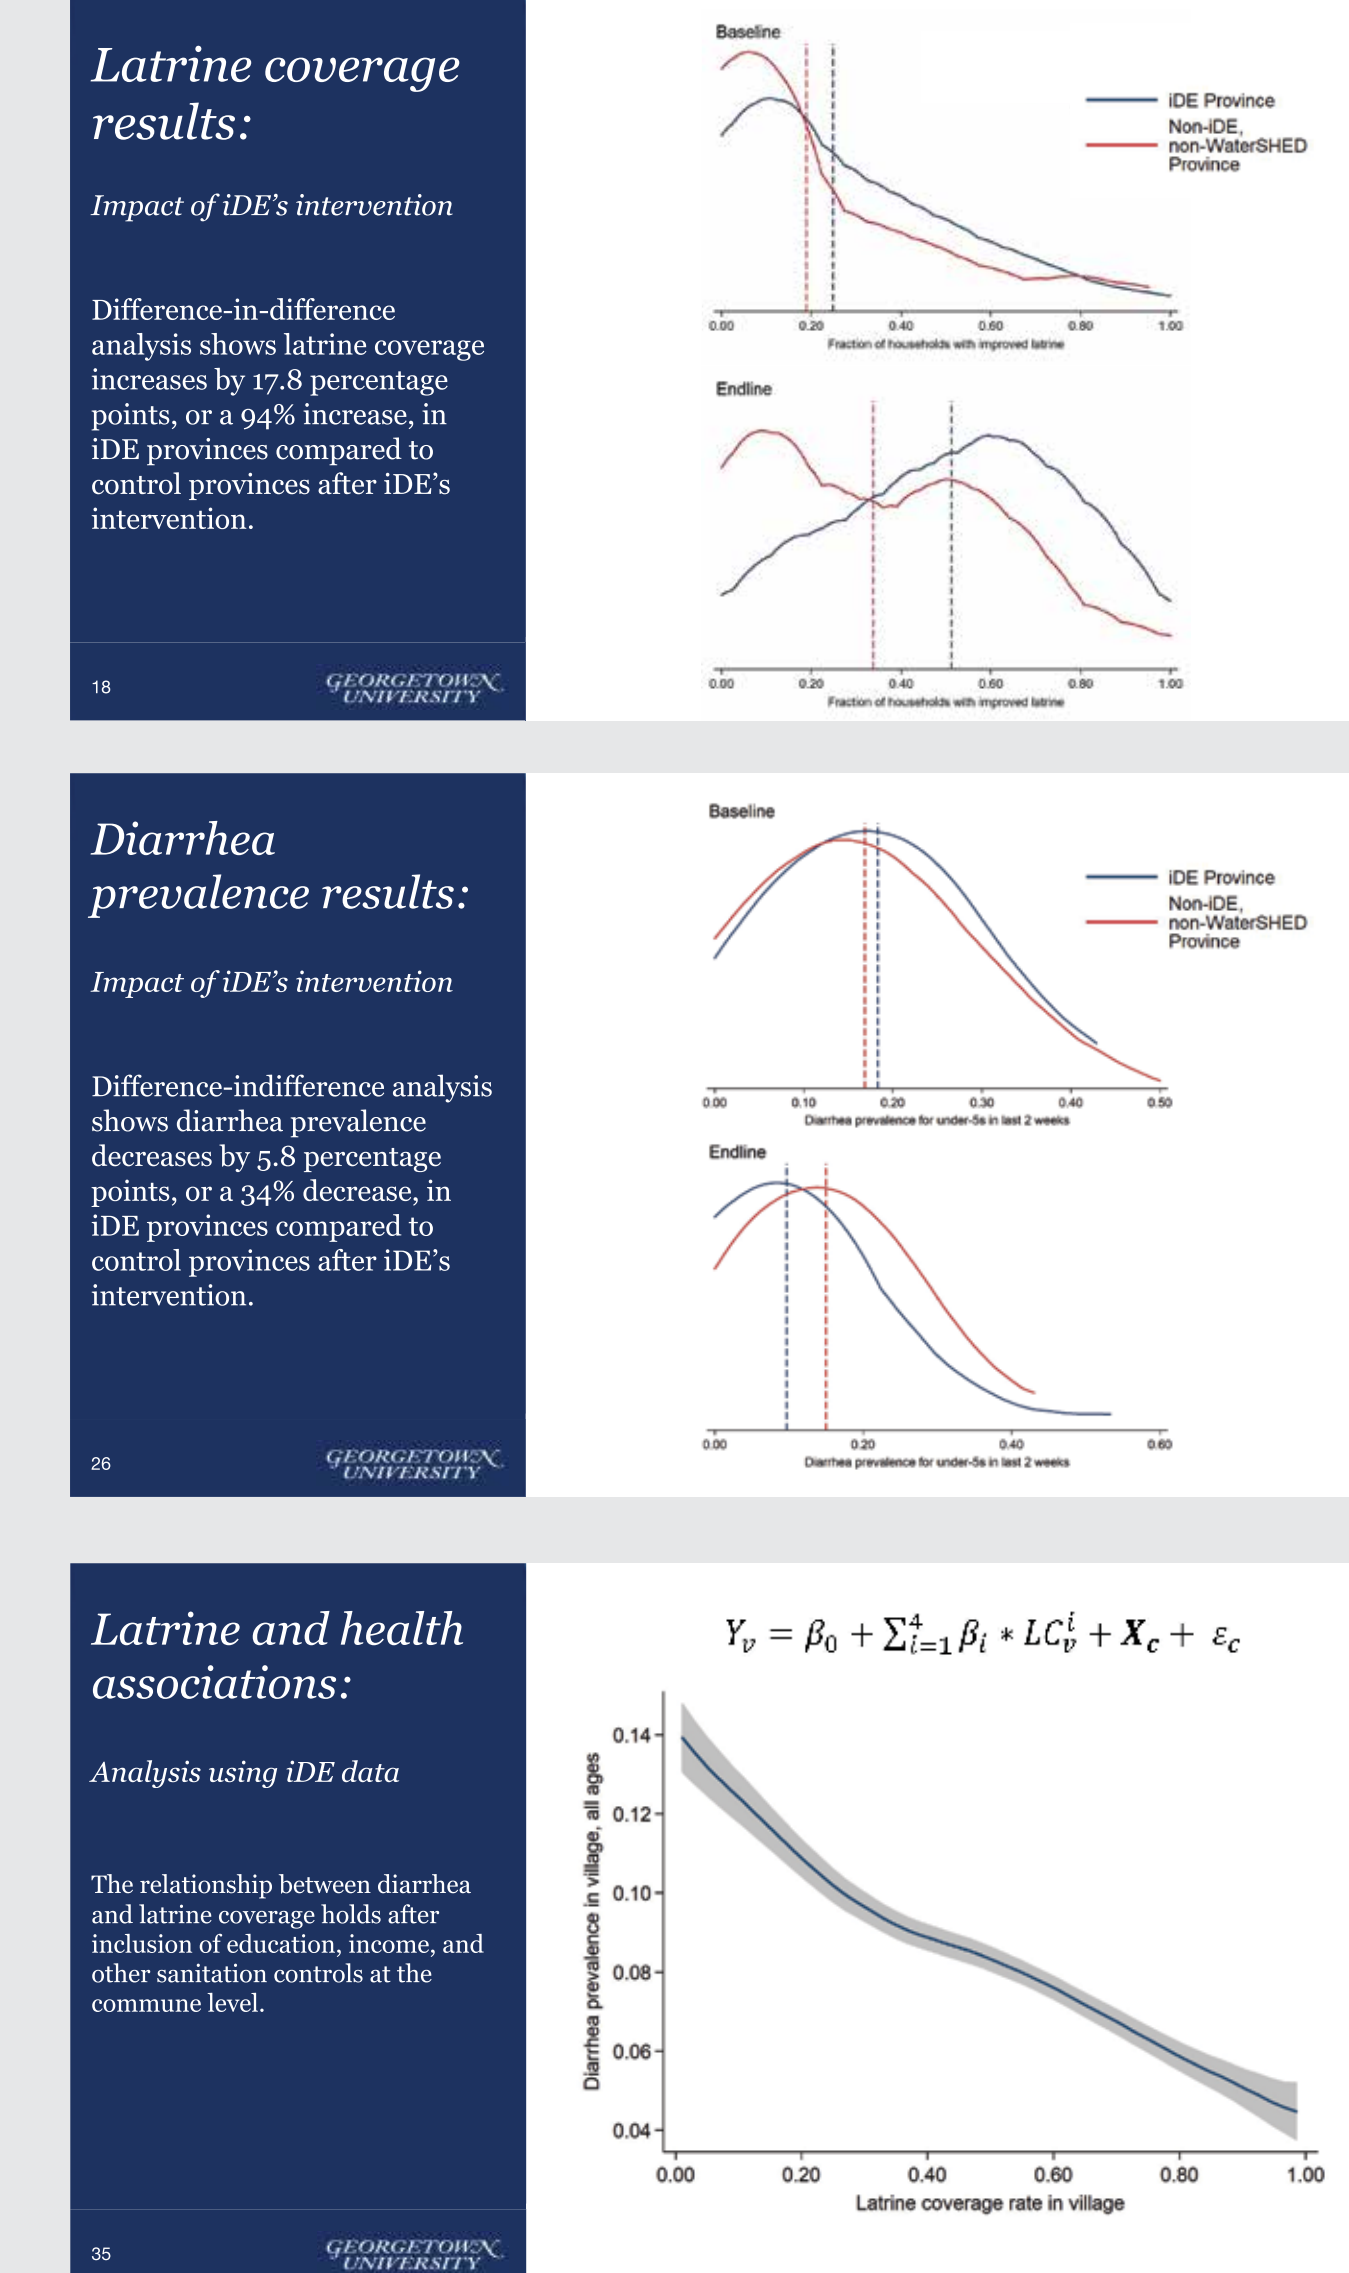 Latrine coverage
results:
Impact of iDE's intervention
Difference-in-difference
analysis shows latrine coverage
increases by 17.8 percentage
points, or a 94% increase, in
iDE provinces compared to
control provinces after iDE's
intervention.
18
GEORGETOWN
UNIVERSITY
Baseline
iDE Province
Non-iDE,
non-WaterSHED
Province
0.00 0.20 0.40 0.60 0.80 1.00
Fraction of households with improved latrine
Endline
0.00 0.20 0.40 0.60 0.80 1.00
Fraction of households with improved latrine
Diarrhea
prevalence results:
Impact of iDE's intervention
Difference-indifference analysis
shows diarrhea prevalence
decreases by 5.8 percentage
points, or a 34% decrease, in
iDE provinces compared to
control provinces after iDE's
intervention.
26
GEORGETOWN
UNIVERSITY
Baseline
iDE Province
Non-iDE,
non-WaterSHED
Province
0.00 0.10 0.20 0.30 0.40 0.50
Diarrhea prevalence for under-5s in last 2 weeks
Endline
0.00 0.20 0.40 0.60
Diarrhea prevalence for under-5s in last 2 weeks
Latrine and health
associations:
Analysis using iDE data
The relationship between diarrhea
and latrine coverage holds after
inclusion of education, income, and
other sanitation controls at the
commune level.
35
GEORGETOWN
UNIVERSITY
Y_v = β_0 + Σ_{i=1}^4 β_i * LC_v^i + X_c + ε_c
Diarrhea prevalence in village, all ages
0.14
0.12
0.10
0.08
0.06
0.04
0.00 0.20 0.40 0.60 0.80 1.00
Latrine coverage rate in village